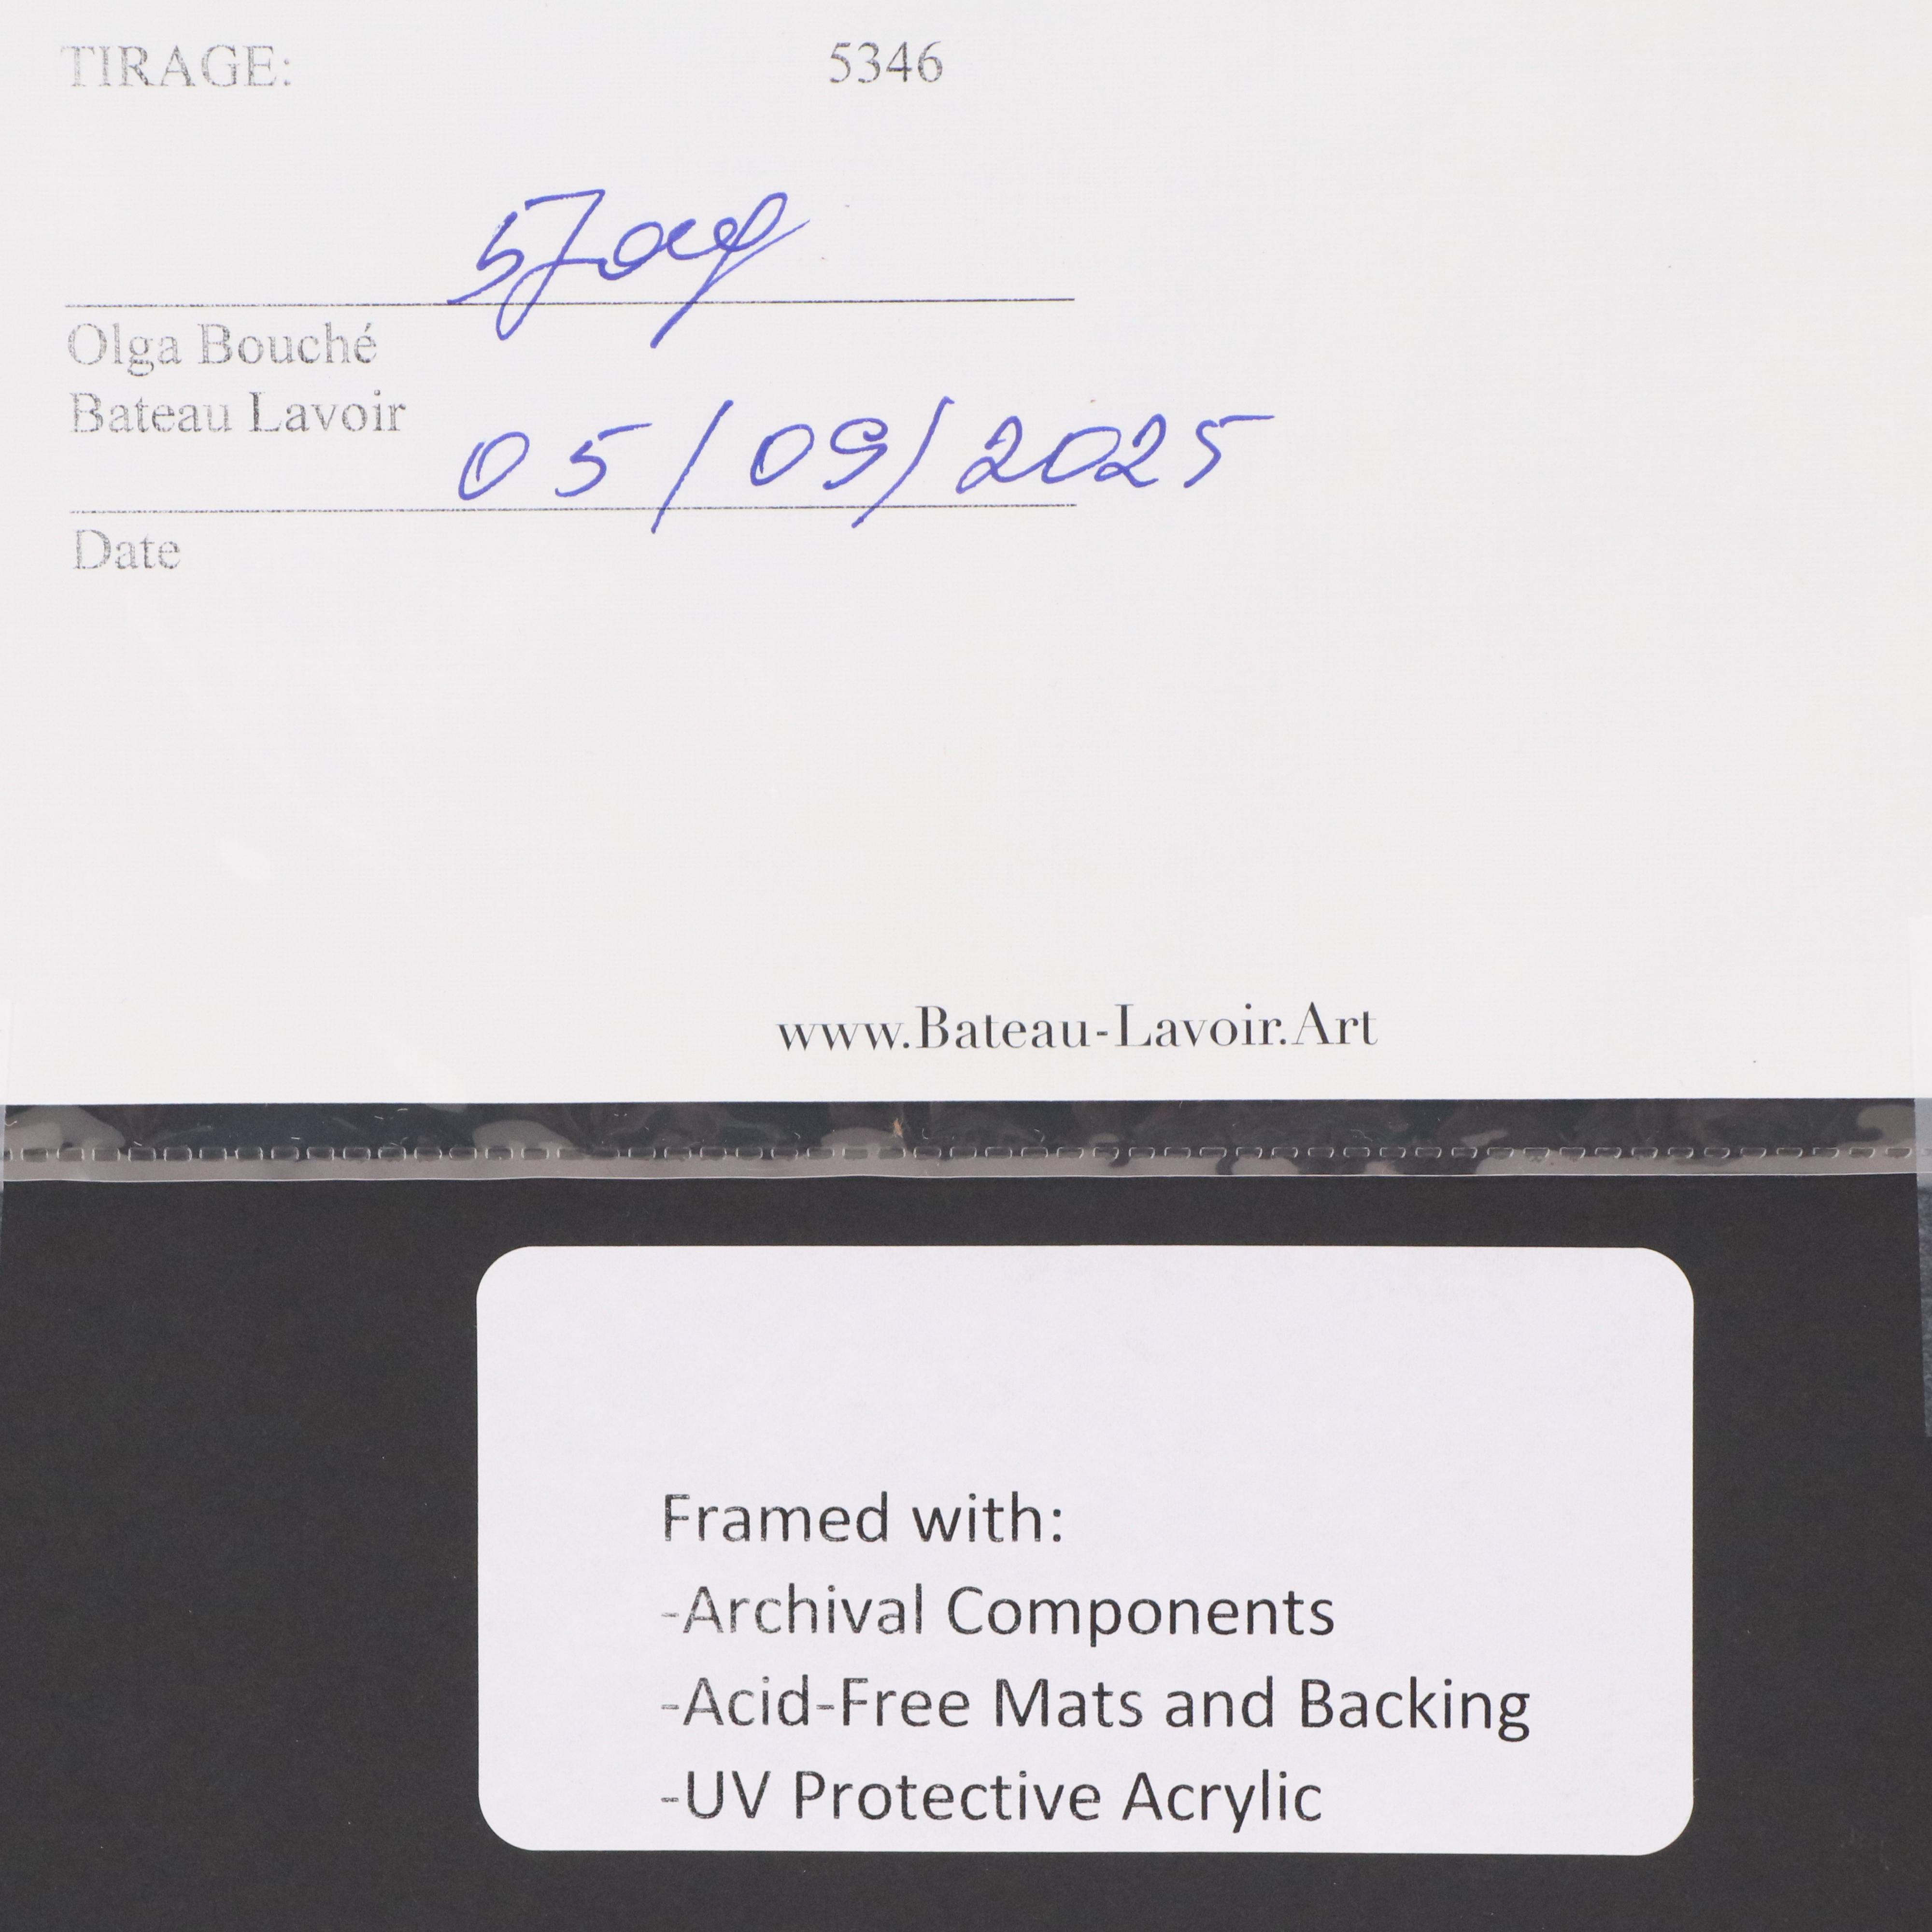 TIRAGE: 5346
Olga Bouché
Bateau Lavoir
05/09/2025
Date
www.Bateau-Lavoir.Art
Framed with:
-Archival Components
-Acid-Free Mats and Backing
-UV Protective Acrylic